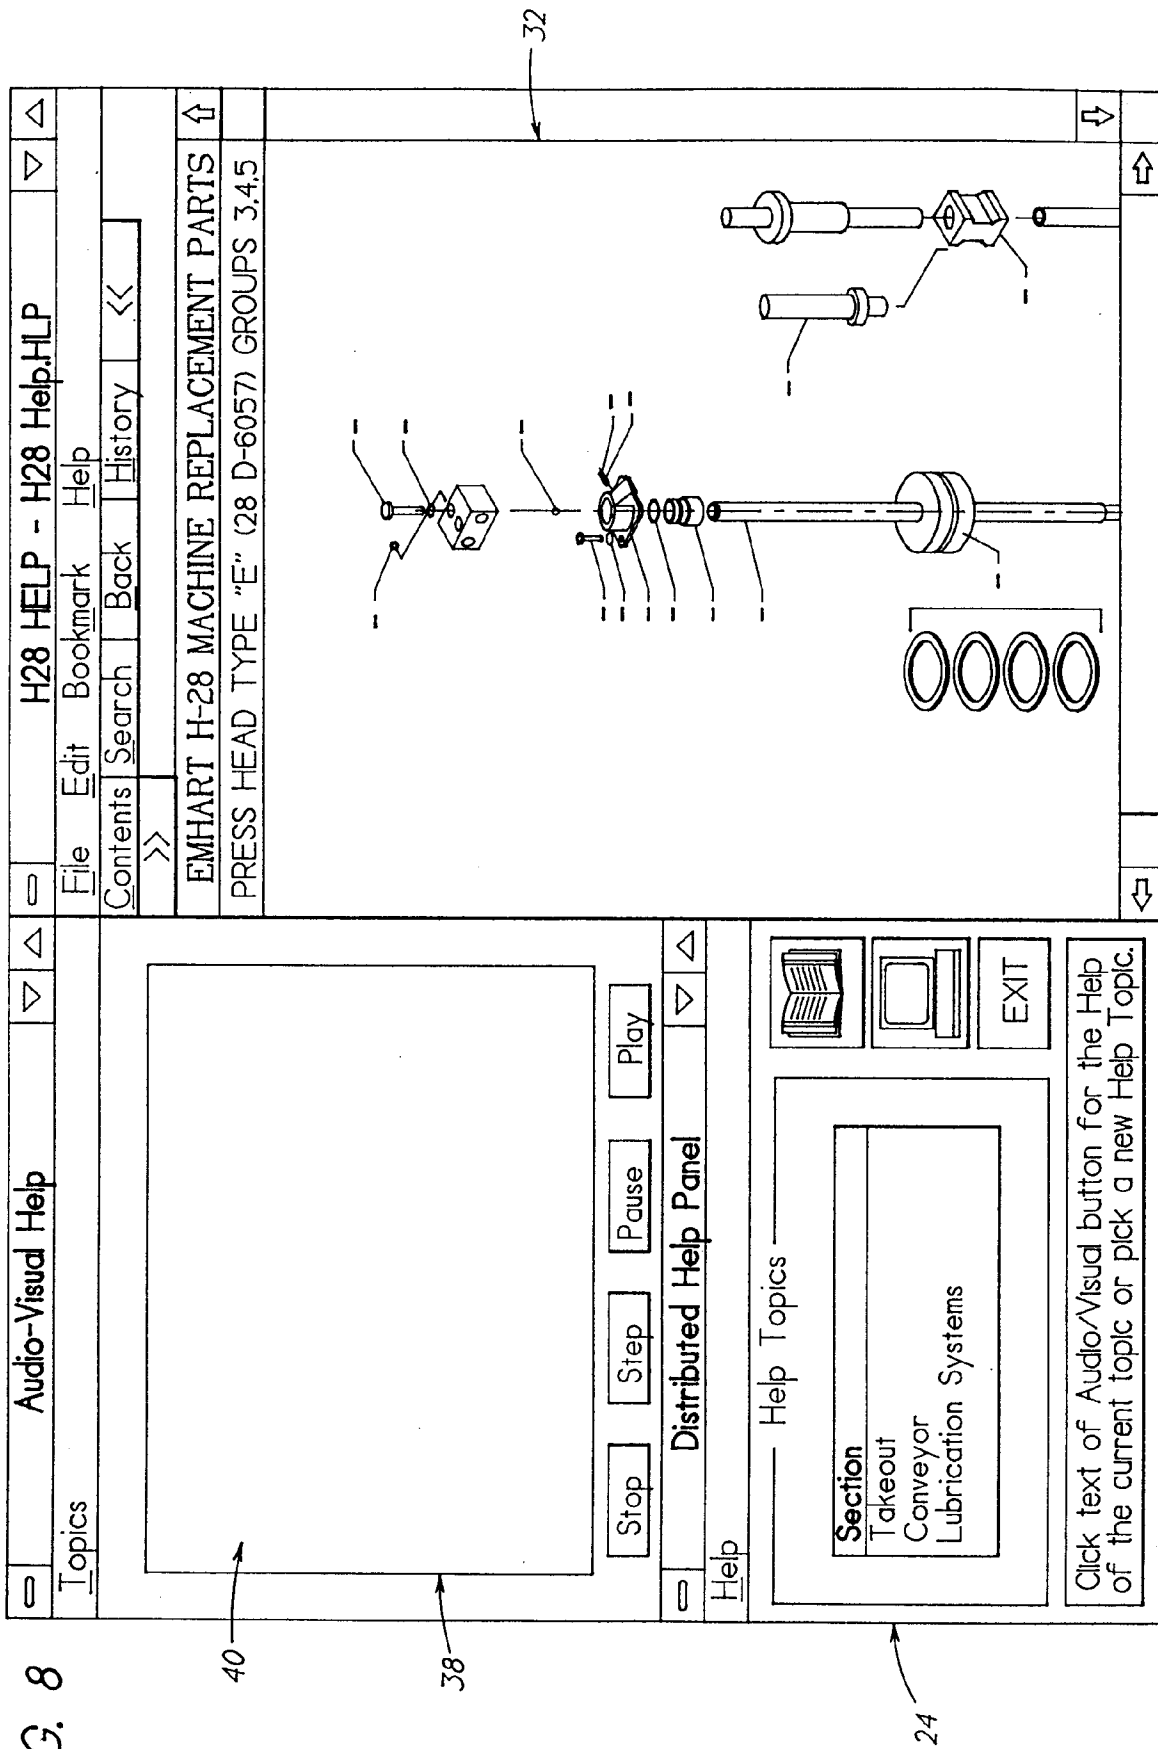 G. 8
Audio-Visual Help
Topics
40
38
Stop Step Pause Play
Distributed Help Panel
Help
24
Help Topics
Section
Takeout
Conveyor
Lubrication Systems
EXIT
Click text of Audio/Visual button for the Help
of the current topic or pick a new Help Topic.
H28 HELP - H28 Help.HLP
File Edit Bookmark Help
Contents Search Back History <<
>>
EMHART H-28 MACHINE REPLACEMENT PARTS
PRESS HEAD TYPE "E" (28 D-6057) GROUPS 3,4,5
32